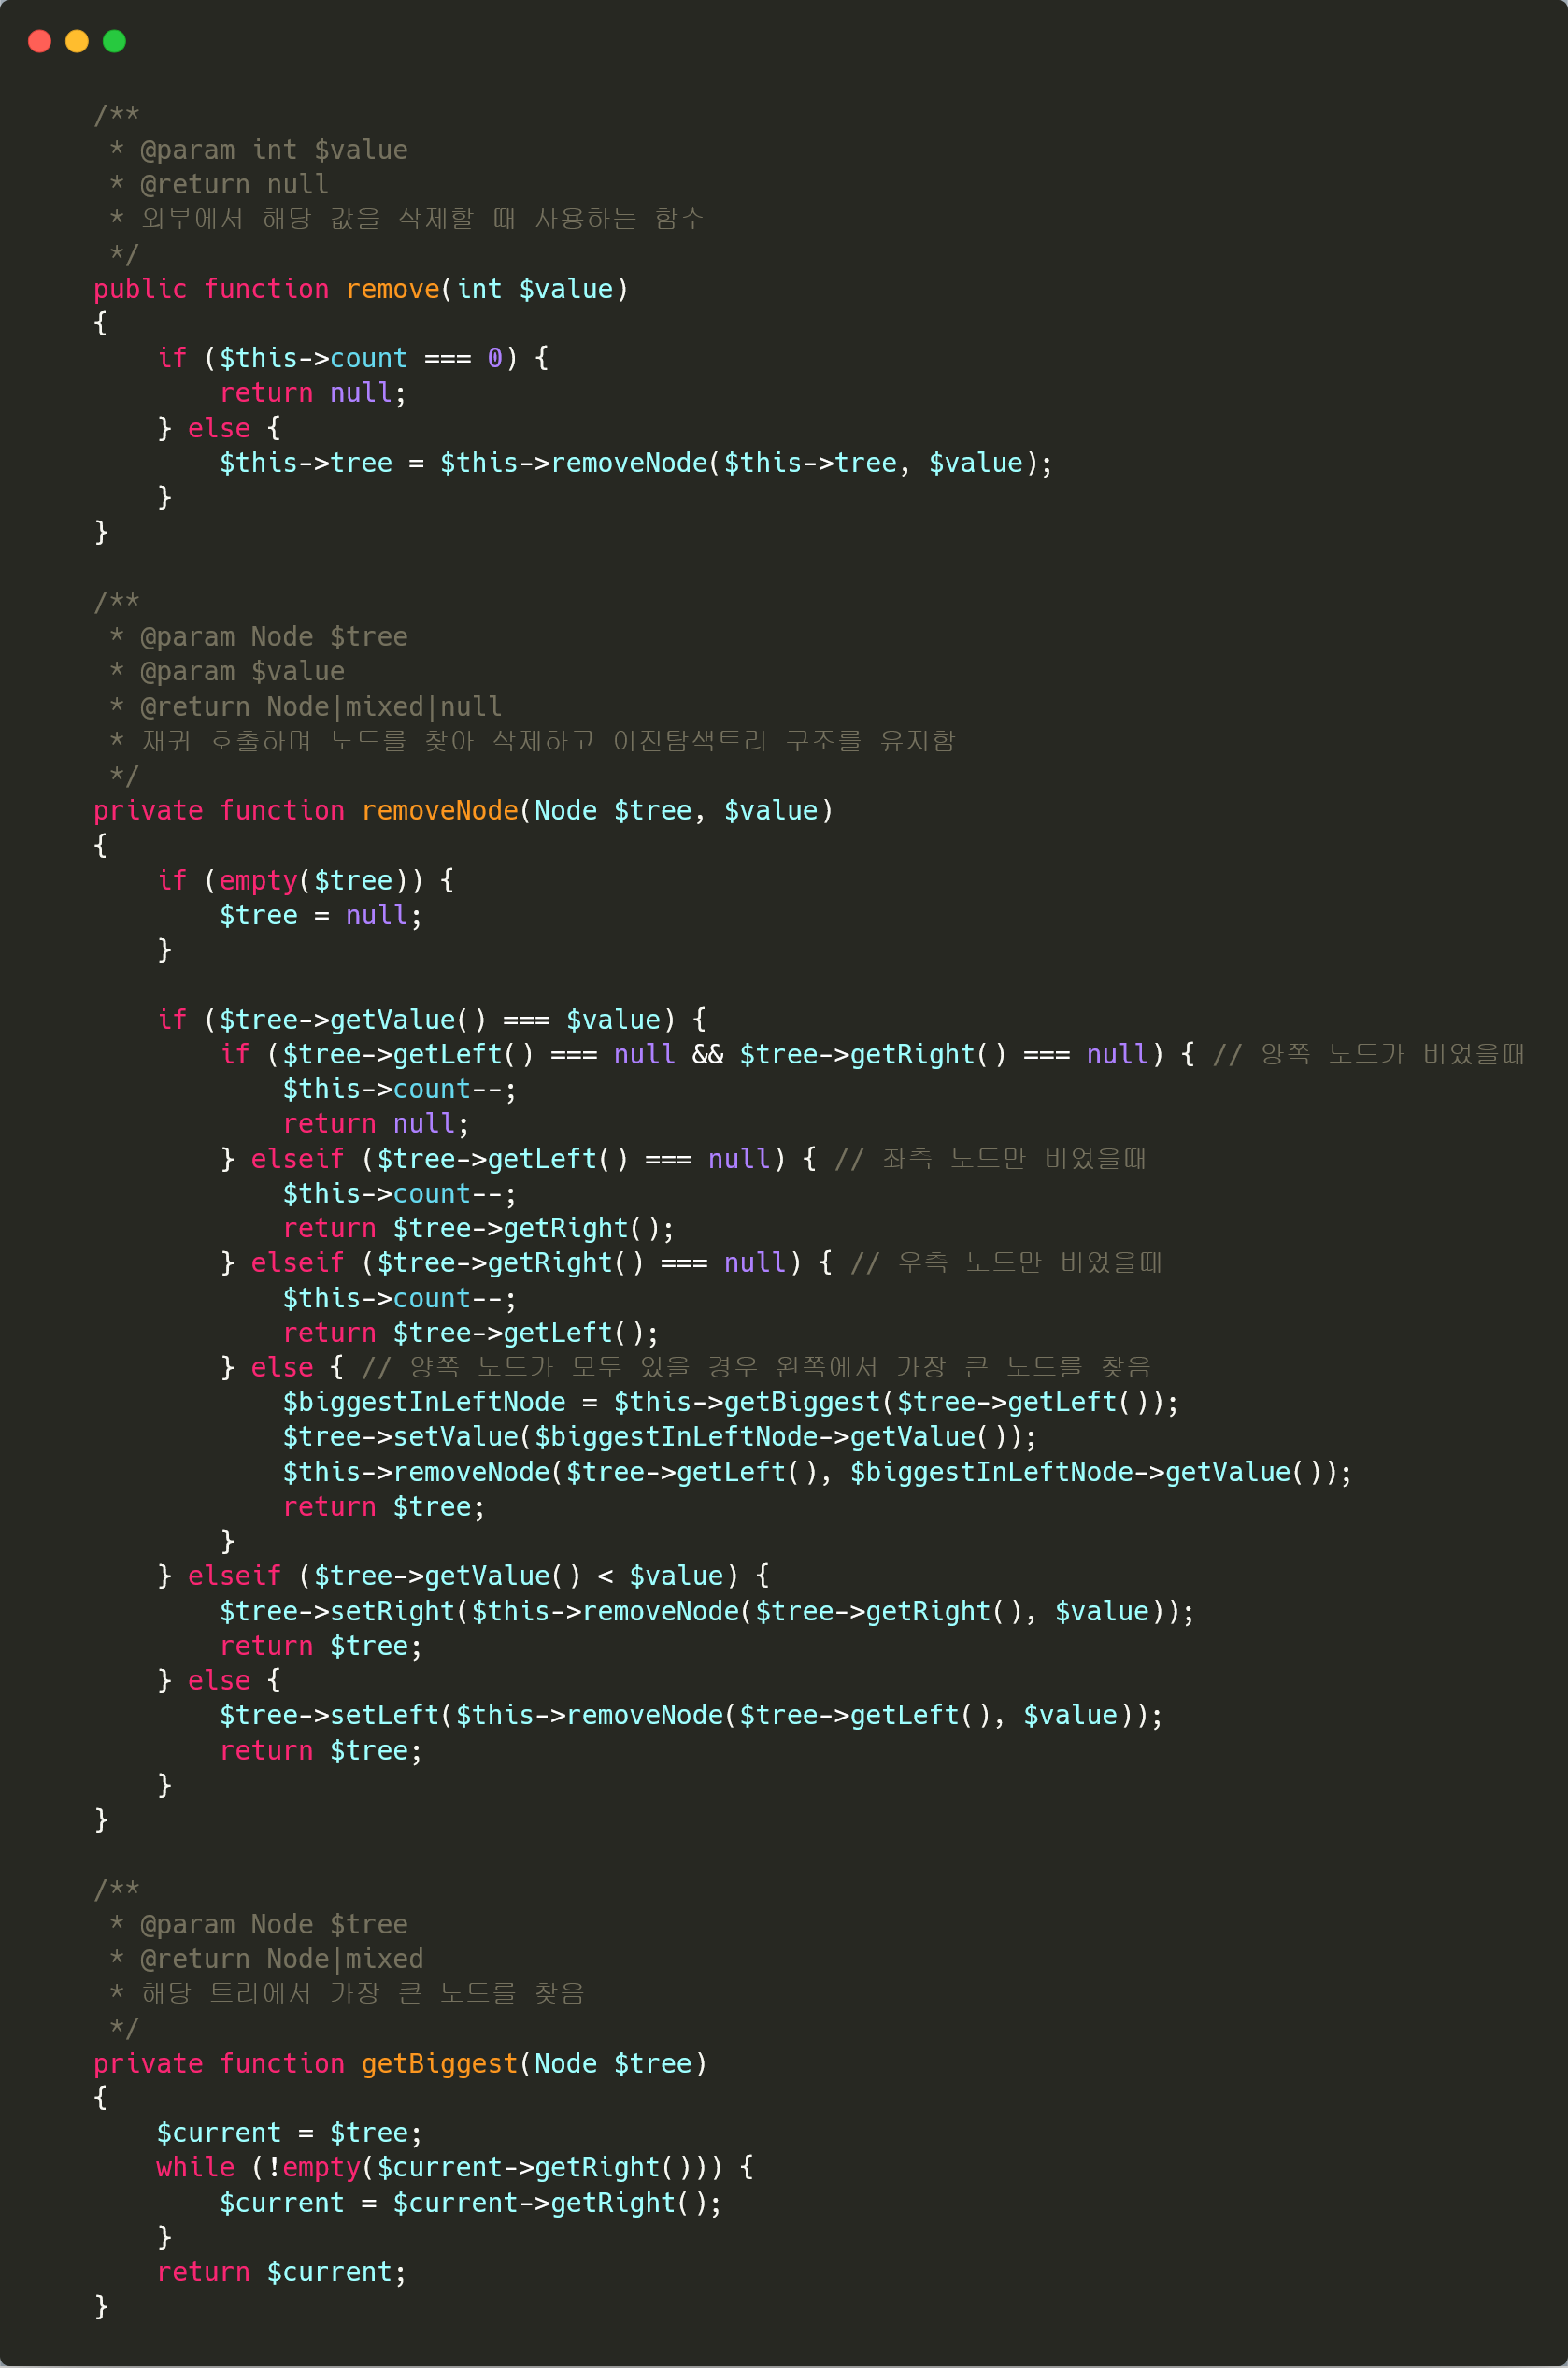 /**
 * @param int $value
 * @return null
 * 외부에서 해당 값을 삭제할 때 사용하는 함수
 */
public function remove(int $value)
{
    if ($this->count === 0) {
        return null;
    } else {
        $this->tree = $this->removeNode($this->tree, $value);
    }
}

/**
 * @param Node $tree
 * @param $value
 * @return Node|mixed|null
 * 재귀 호출하며 노드를 찾아 삭제하고 이진탐색트리 구조를 유지함
 */
private function removeNode(Node $tree, $value)
{
    if (empty($tree)) {
        $tree = null;
    }

    if ($tree->getValue() === $value) {
        if ($tree->getLeft() === null && $tree->getRight() === null) { // 양쪽 노드가 비었을때
            $this->count--;
            return null;
        } elseif ($tree->getLeft() === null) { // 좌측 노드만 비었을때
            $this->count--;
            return $tree->getRight();
        } elseif ($tree->getRight() === null) { // 우측 노드만 비었을때
            $this->count--;
            return $tree->getLeft();
        } else { // 양쪽 노드가 모두 있을 경우 왼쪽에서 가장 큰 노드를 찾음
            $biggestInLeftNode = $this->getBiggest($tree->getLeft());
            $tree->setValue($biggestInLeftNode->getValue());
            $this->removeNode($tree->getLeft(), $biggestInLeftNode->getValue());
            return $tree;
        }
    } elseif ($tree->getValue() < $value) {
        $tree->setRight($this->removeNode($tree->getRight(), $value));
        return $tree;
    } else {
        $tree->setLeft($this->removeNode($tree->getLeft(), $value));
        return $tree;
    }
}

/**
 * @param Node $tree
 * @return Node|mixed
 * 해당 트리에서 가장 큰 노드를 찾음
 */
private function getBiggest(Node $tree)
{
    $current = $tree;
    while (!empty($current->getRight())) {
        $current = $current->getRight();
    }
    return $current;
}